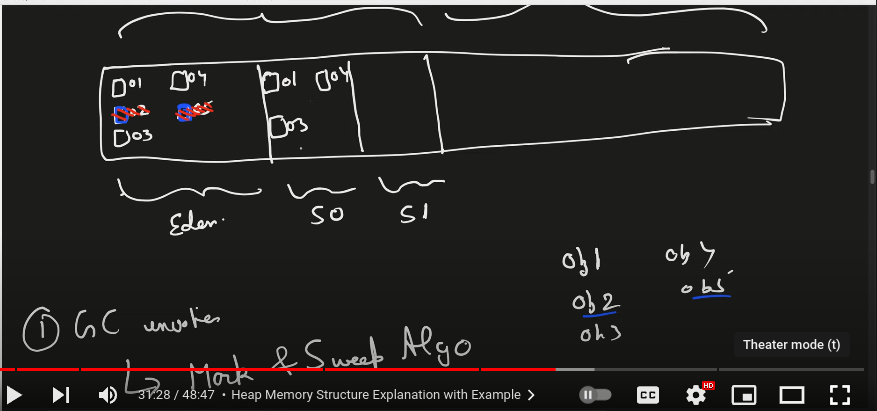 o1 o4 o1 o4
o2 o5
o3 o3
Eden. S0 S1
ob1 ob4
ob2 ob5
ob3
① GC invokes
↳ Mark & Sweep Algo
Theater mode (t)
31:28 / 48:47 • Heap Memory Structure Explanation with Example >
CC HD